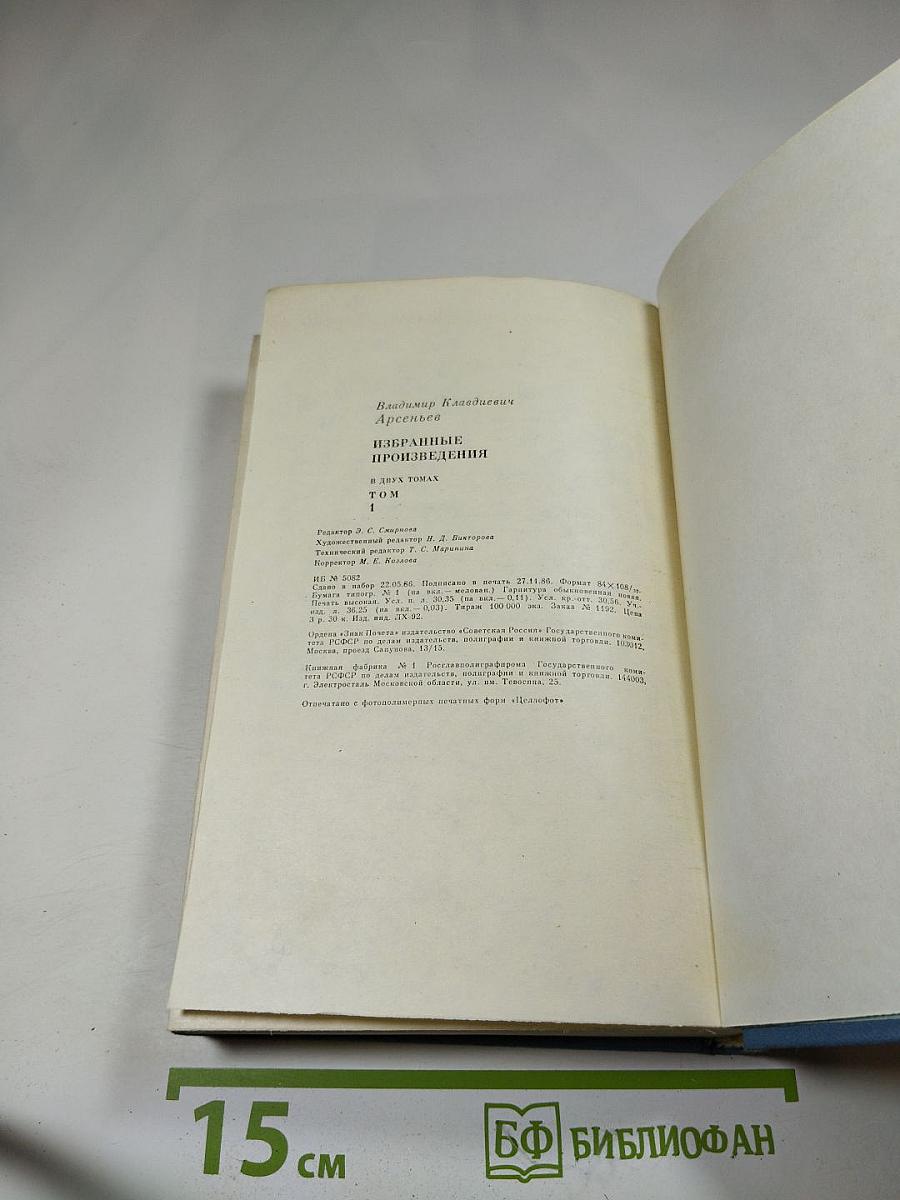 Владимир Клавдиевич
Арсеньев
ИЗБРАННЫЕ
ПРОИЗВЕДЕНИЯ
В ДВУХ ТОМАХ
ТОМ
1
Редактор Э. С. Смирнова
Художественный редактор Н. Д. Викторова
Технический редактор Т. С. Маринина
Корректор М. Е. Козлова
ИБ № 5082
Сдано в набор 22.05.86. Подписано в печать 27.11.86. Формат 84×108/32.
Бумага типогр. № 1 (на вкл.— мелован.) Гарнитура обыкновенная новая.
Печать высокая. Усл. п. л. 30,35 (на вкл.— 0,11). Усл. кр.-отт. 30,56. Уч.-
изд. л. 36,25 (на вкл.— 0,03). Тираж 100 000 экз. Заказ № 1192. Цена
3 р. 30 к. Изд. инд. ЛХ-92.
Ордена «Знак Почета» издательство «Советская Россия» Государственного коми-
тета РСФСР по делам издательств, полиграфии и книжной торговли. 103012,
Москва, проезд Сапунова, 13/15.
Книжная фабрика № 1 Росглавполиграфпрома Государственного коми-
тета РСФСР по делам издательств, полиграфии и книжной торговли. 144003,
г. Электросталь Московской области, ул. им. Тевосяна, 25.
Отпечатано с фотополимерных печатных форм «Целлофот»
15 см
БФ БИБЛИОФАН